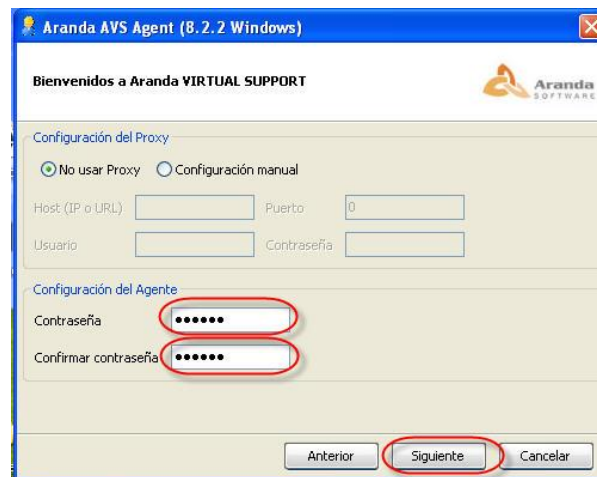 Aranda AVS Agent (8.2.2 Windows)
Bienvenidos a Aranda VIRTUAL SUPPORT
Aranda
SOFTWARE
Configuración del Proxy
No usar Proxy Configuración manual
Host (IP o URL) Puerto 0
Usuario Contraseña
Configuración del Agente
Contraseña ••••••
Confirmar contraseña ••••••
Anterior Siguiente Cancelar